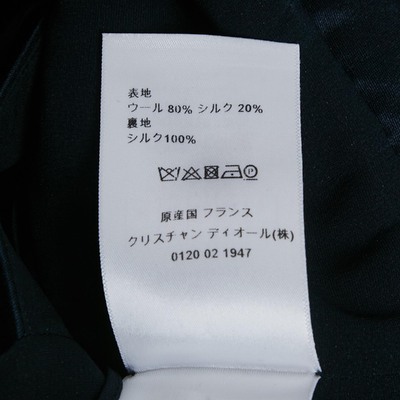 表地
ウール 80% シルク 20%
裏地
シルク100%
原産国 フランス
クリスチャン ディオール(株)
0120 02 1947